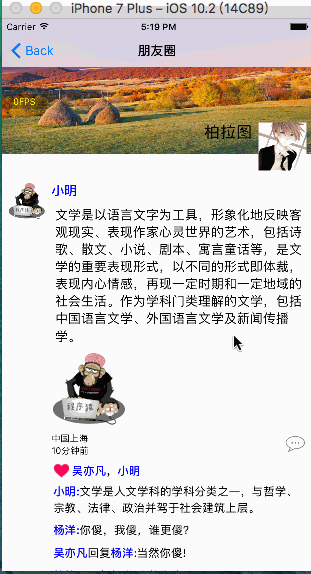 iPhone 7 Plus – iOS 10.2 (14C89)
Carrier 5:19 PM
Back 朋友圈
0FPS
柏拉图
小明
文学是以语言文字为工具，形象化地反映客
观现实、表现作家心灵世界的艺术，包括诗
歌、散文、小说、剧本、寓言童话等，是文
学的重要表现形式，以不同的形式即体裁，
表现内心情感，再现一定时期和一定地域的
社会生活。作为学科门类理解的文学，包括
中国语言文学、外国语言文学及新闻传播
学。
程序猿
中国上海
10分钟前
吴亦凡，小明
小明:文学是人文学科的学科分类之一，与哲学、
宗教、法律、政治并驾于社会建筑上层。
杨洋:你傻，我傻，谁更傻?
吴亦凡回复杨洋:当然你傻!